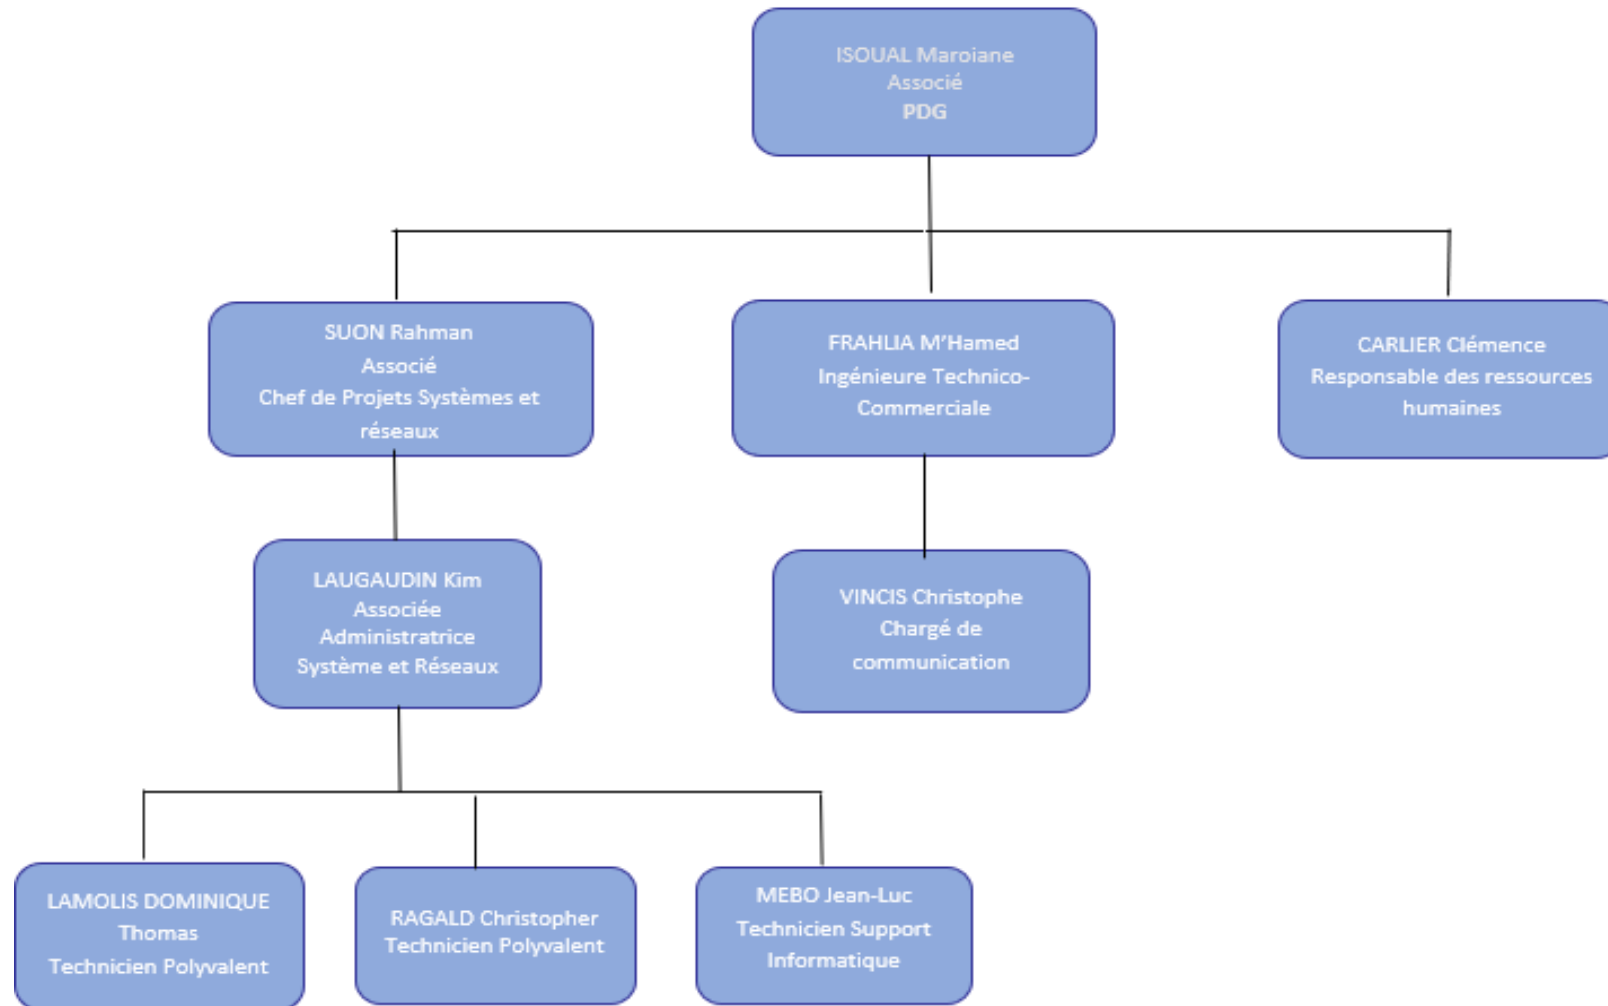 ISOUAL Maroiane
Associé
PDG
SUON Rahman
Associé
Chef de Projets Systèmes et
réseaux
FRAHLIA M’Hamed
Ingénieure Technico-
Commerciale
CARLIER Clémence
Responsable des ressources
humaines
LAUGAUDIN Kim
Associée
Administratrice
Système et Réseaux
VINCIS Christophe
Chargé de
communication
LAMOLIS DOMINIQUE
Thomas
Technicien Polyvalent
RAGALD Christopher
Technicien Polyvalent
MEBO Jean-Luc
Technicien Support
Informatique